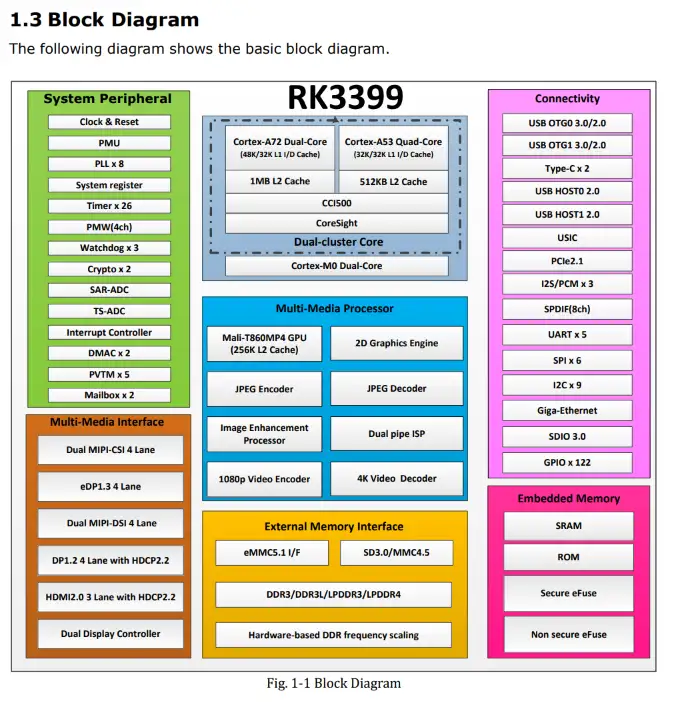 1.3 Block Diagram
The following diagram shows the basic block diagram.
RK3399
System Peripheral
Clock & Reset
PMU
PLL x 8
System register
Timer x 26
PMW(4ch)
Watchdog x 3
Crypto x 2
SAR-ADC
TS-ADC
Interrupt Controller
DMAC x 2
PVTM x 5
Mailbox x 2
Multi-Media Interface
Dual MIPI-CSI 4 Lane
eDP1.3 4 Lane
Dual MIPI-DSI 4 Lane
DP1.2 4 Lane with HDCP2.2
HDMI2.0 3 Lane with HDCP2.2
Dual Display Controller
Cortex-A72 Dual-Core
(48K/32K L1 I/D Cache)
1MB L2 Cache
Cortex-A53 Quad-Core
(32K/32K L1 I/D Cache)
512KB L2 Cache
CCI500
CoreSight
Dual-cluster Core
Cortex-M0 Dual-Core
Multi-Media Processor
Mali-T860MP4 GPU
(256K L2 Cache)
2D Graphics Engine
JPEG Encoder
JPEG Decoder
Image Enhancement
Processor
Dual pipe ISP
1080p Video Encoder
4K Video Decoder
External Memory Interface
eMMC5.1 I/F
SD3.0/MMC4.5
DDR3/DDR3L/LPDDR3/LPDDR4
Hardware-based DDR frequency scaling
Connectivity
USB OTG0 3.0/2.0
USB OTG1 3.0/2.0
Type-C x 2
USB HOST0 2.0
USB HOST1 2.0
USIC
PCIe2.1
I2S/PCM x 3
SPDIF(8ch)
UART x 5
SPI x 6
I2C x 9
Giga-Ethernet
SDIO 3.0
GPIO x 122
Embedded Memory
SRAM
ROM
Secure eFuse
Non secure eFuse
Fig. 1-1 Block Diagram